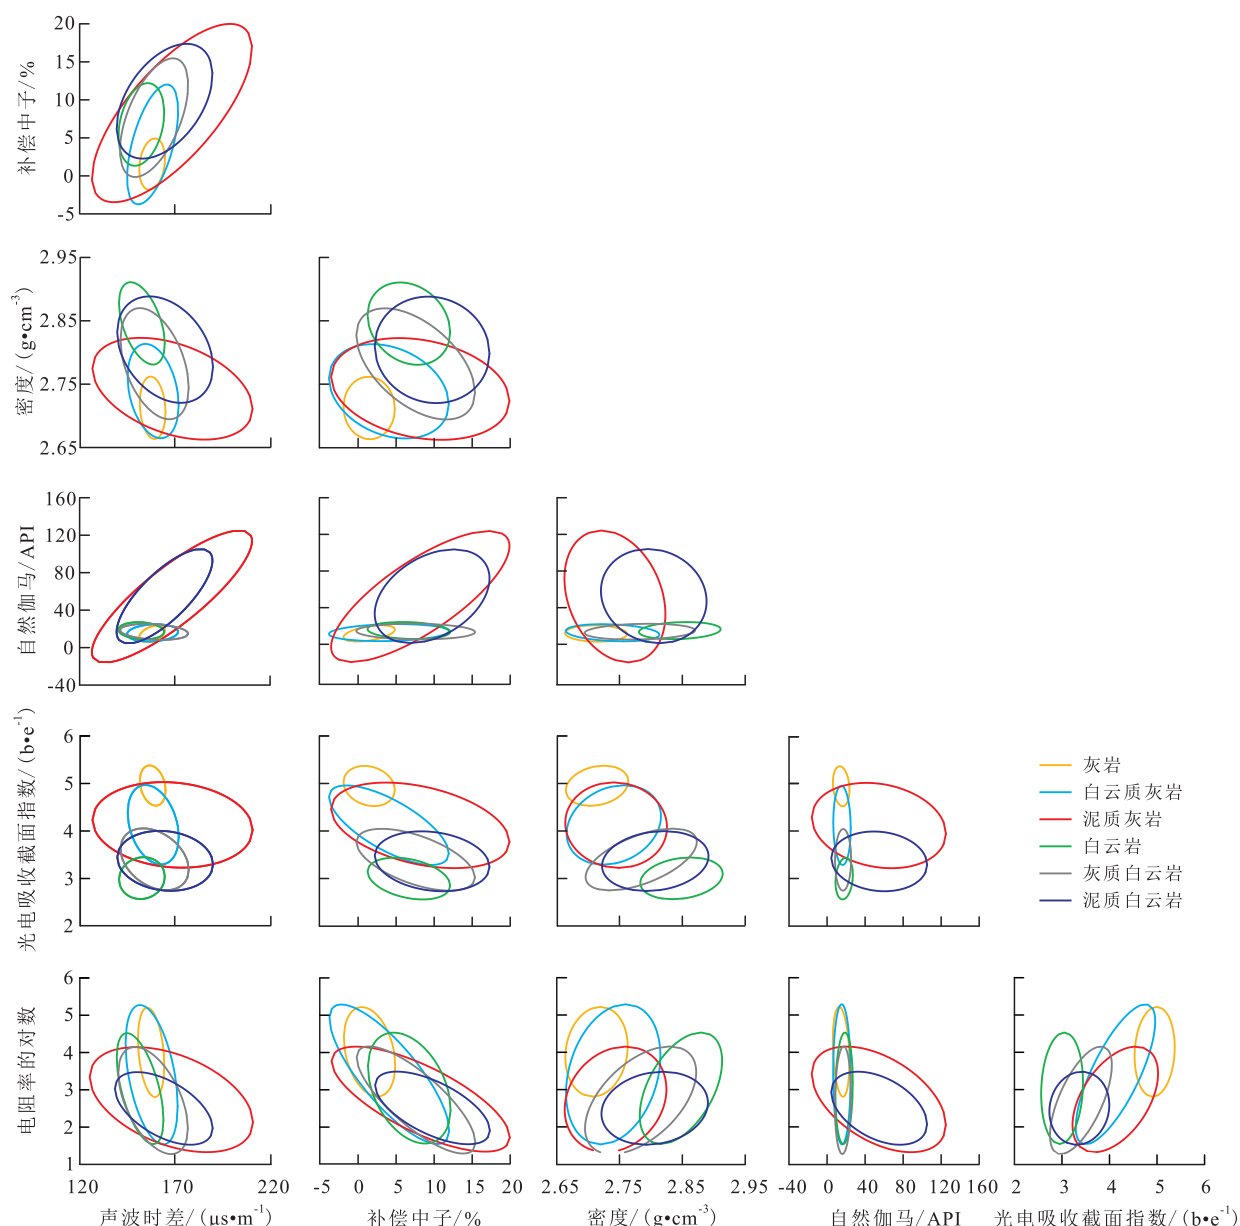 20
15
10
5
0
-5
补偿中子/%
2.95
2.85
2.75
2.65
密度/(g•cm-3)
160
120
80
40
0
-40
自然伽马/API
6
5
4
3
2
光电吸收截面指数/(b•e-1)
灰岩
白云质灰岩
泥质灰岩
白云岩
灰质白云岩
泥质白云岩
6
5
4
3
2
1
电阻率的对数
120 170 220 -5 0 5 10 15 20 2.65 2.75 2.85 2.95 -40 0 40 80 120 160 2 3 4 5 6
声波时差/(μs•m-1) 补偿中子/% 密度/(g•cm-3) 自然伽马/API 光电吸收截面指数/(b•e-1)